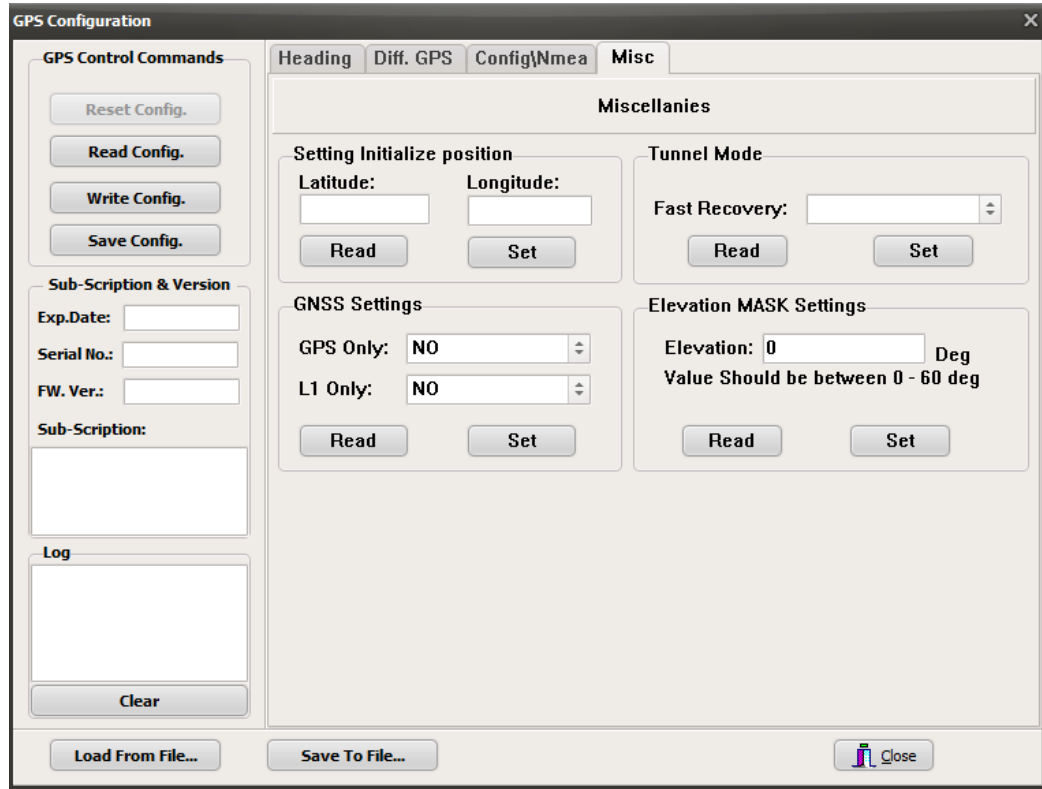 GPS Configuration
GPS Control Commands
Reset Config.
Read Config.
Write Config.
Save Config.
Sub-Scription & Version
Exp.Date:
Serial No.:
FW. Ver.:
Sub-Scription:
Log
Clear
Heading Diff. GPS Config\Nmea Misc
Miscellanies
Setting Initialize position
Latitude: Longitude:
Read Set
Tunnel Mode
Fast Recovery:
Read Set
GNSS Settings
GPS Only: NO
L1 Only: NO
Read Set
Elevation MASK Settings
Elevation: 0 Deg
Value Should be between 0 - 60 deg
Read Set
Load From File... Save To File... Close